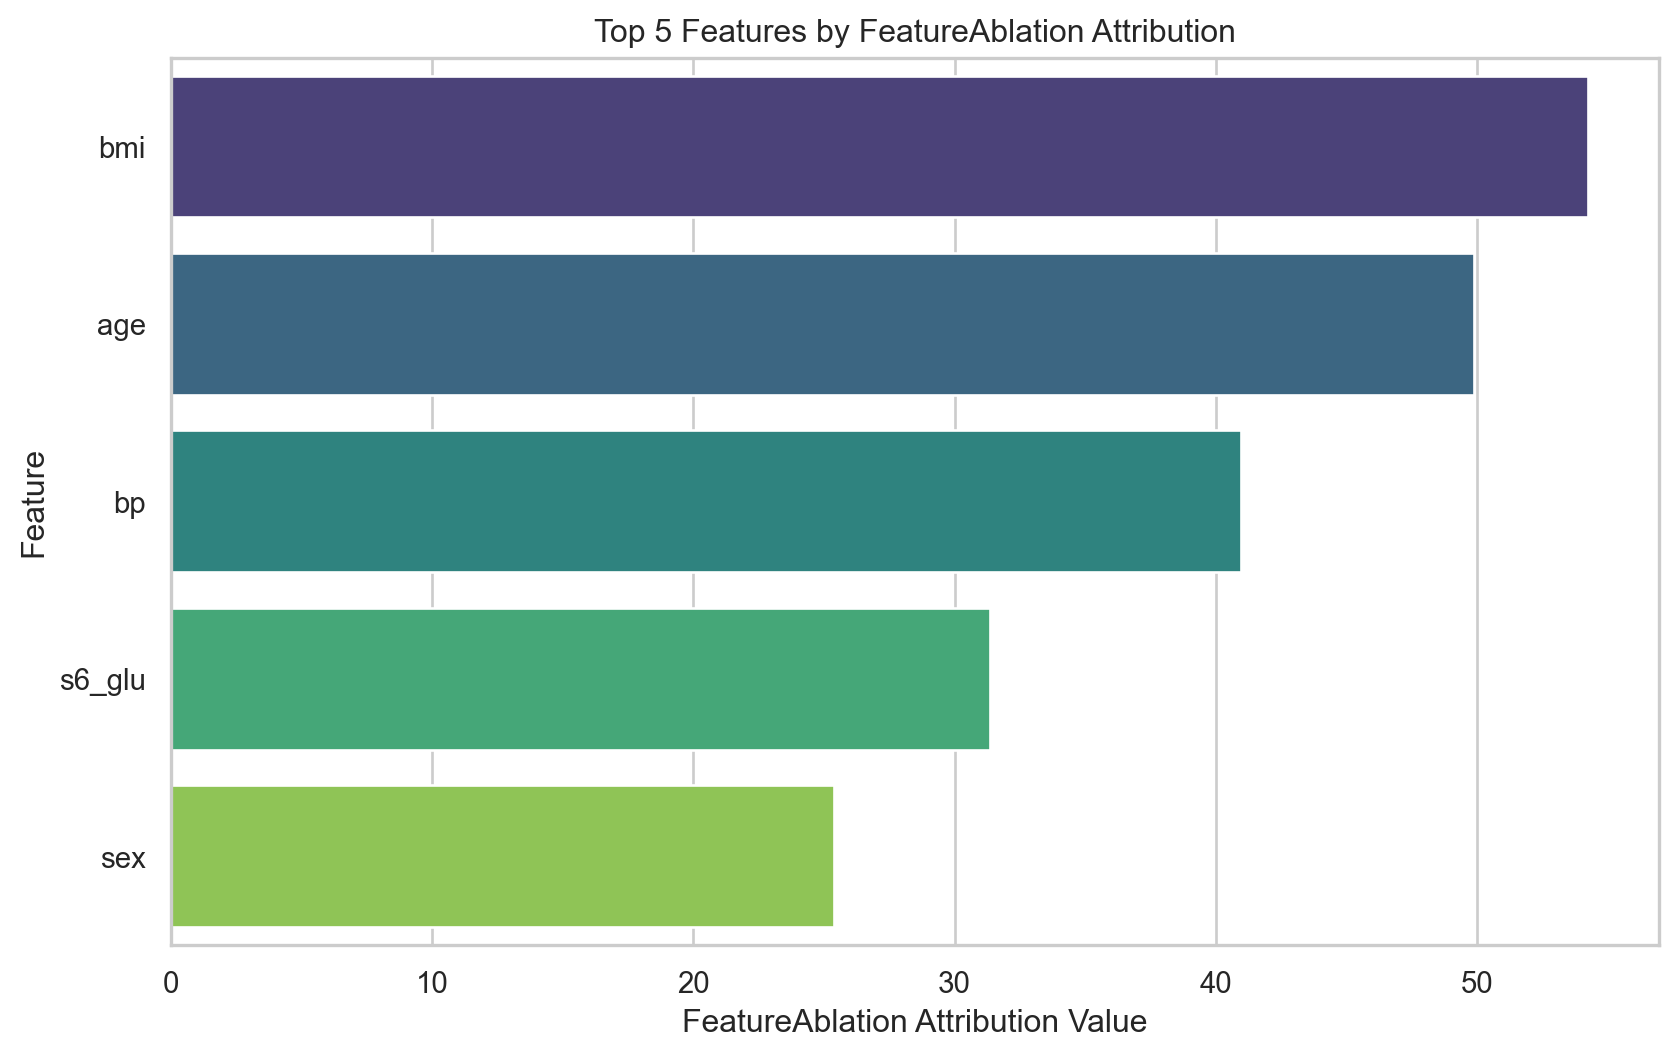 Top 5 Features by FeatureAblation Attribution
Feature
bmi
age
bp
s6_glu
sex
0 10 20 30 40 50
FeatureAblation Attribution Value